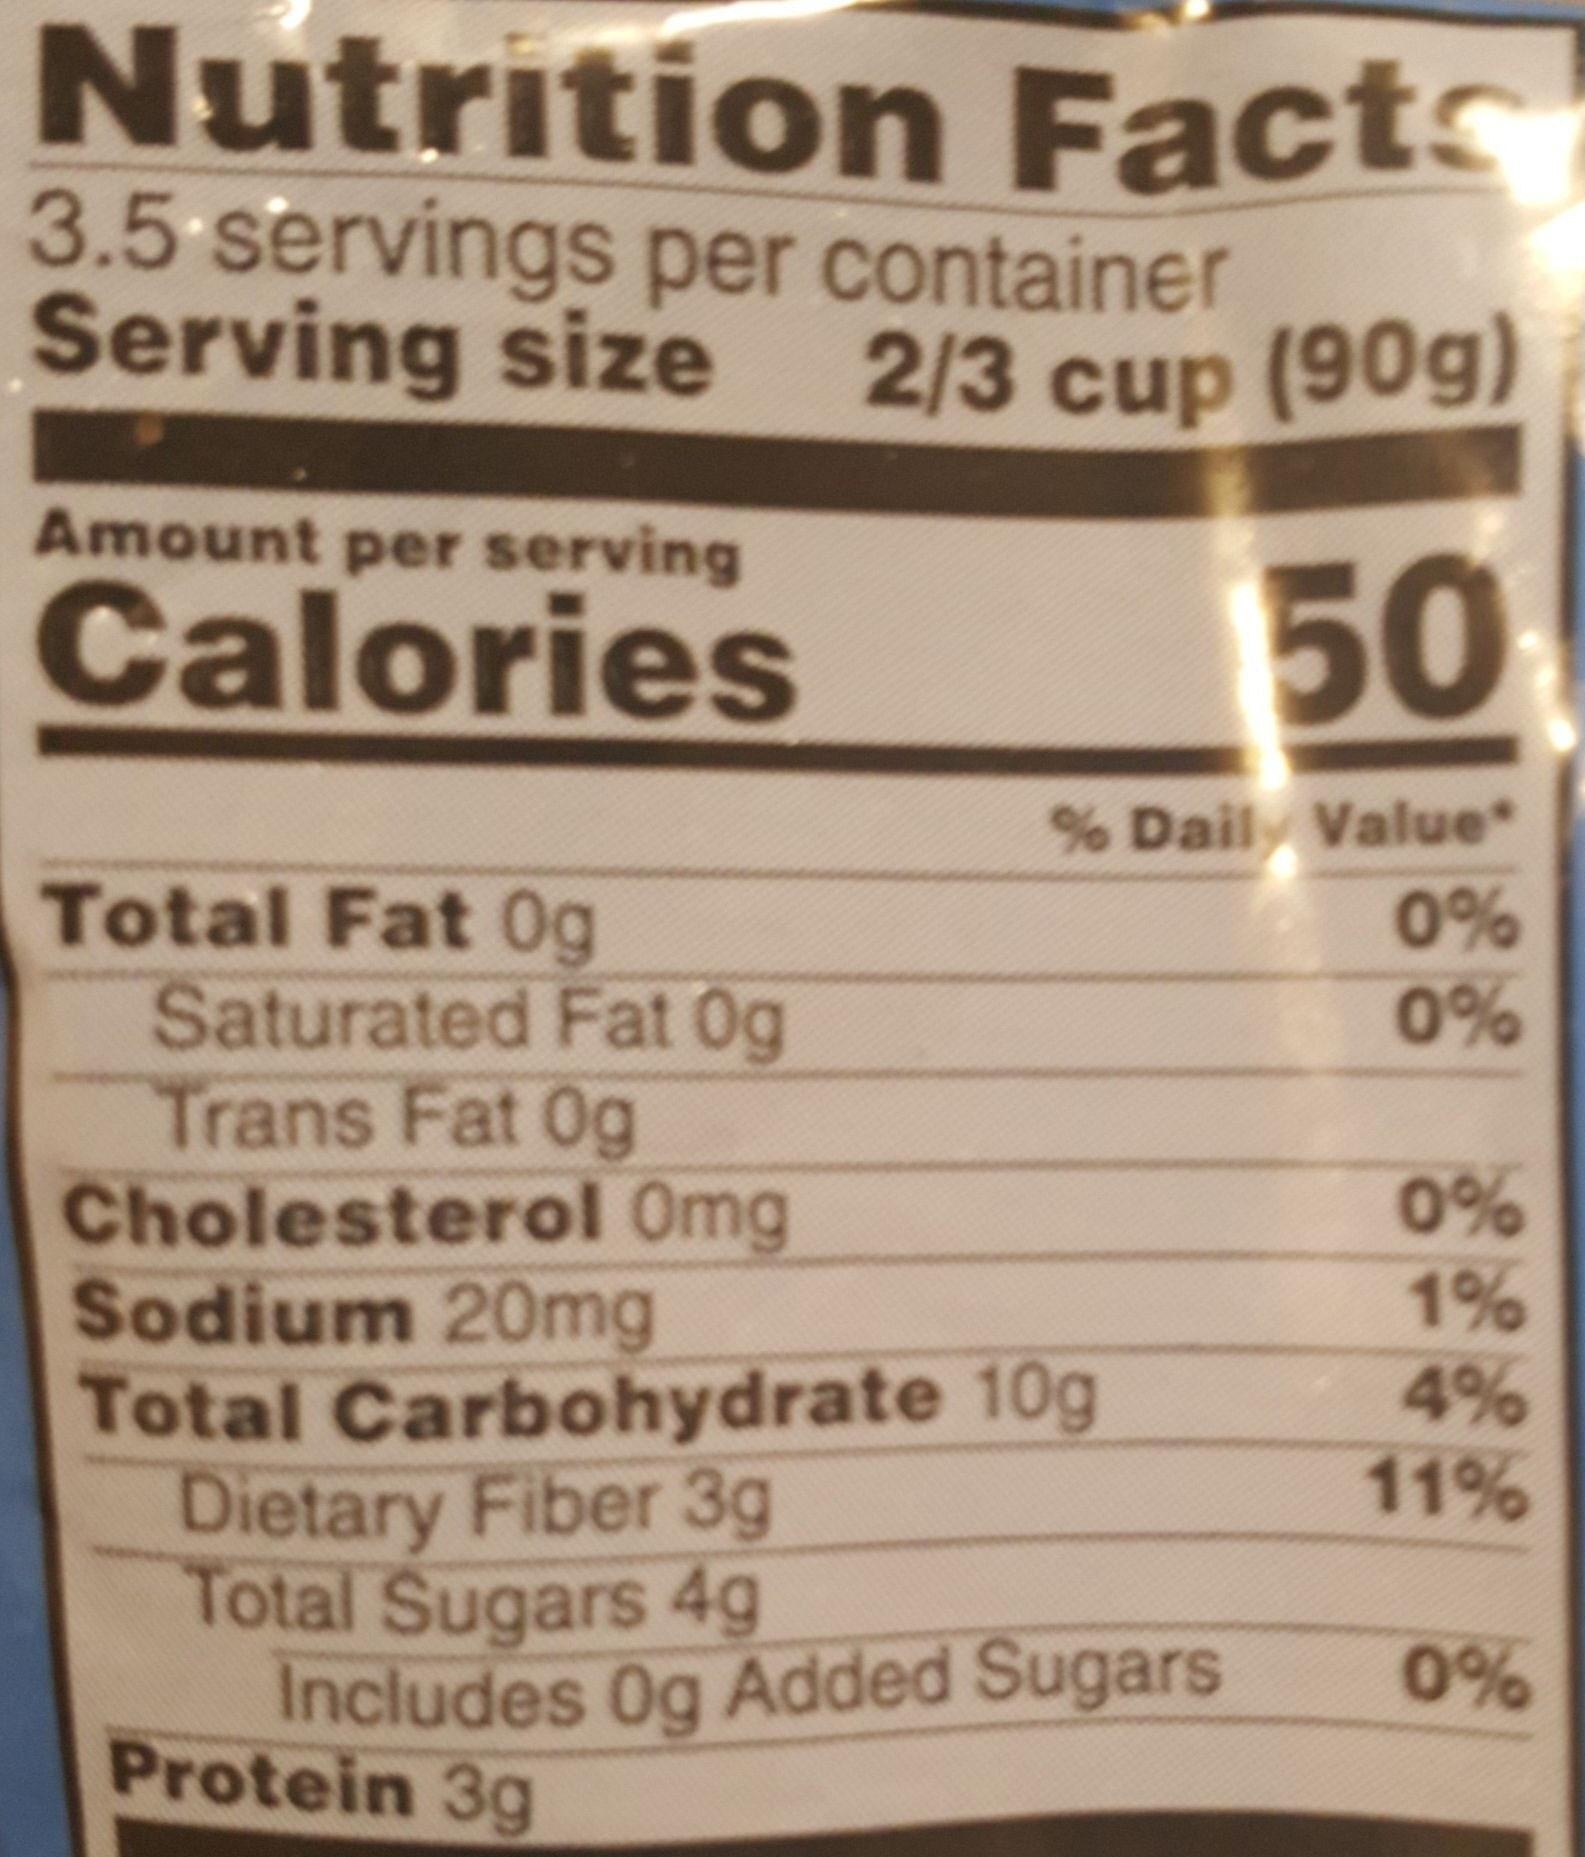 Nutrition Facts
3.5 servings per container
Serving size 2/3 cup (90g)
Amount per serving
Calories 50
% Daily Value*
Total Fat 0g 0%
Saturated Fat 0g 0%
Trans Fat 0g
Cholesterol 0mg 0%
Sodium 20mg 1%
Total Carbohydrate 10g 4%
Dietary Fiber 3g 11%
Total Sugars 4g
Includes 0g Added Sugars 0%
Protein 3g